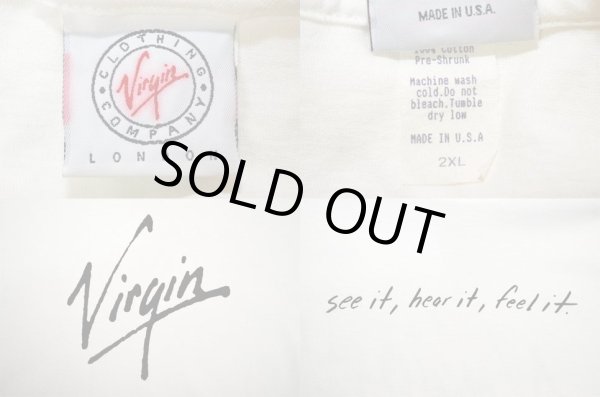 CLOTHING
Virgin
COMPANY
LONDON
MADE IN U.S.A.
100% Cotton
Pre-Shrunk
Machine wash
cold.Do not
bleach.Tumble
dry low
MADE IN U.S.A
2XL
SOLD OUT
Virgin
see it, hear it, feel it.